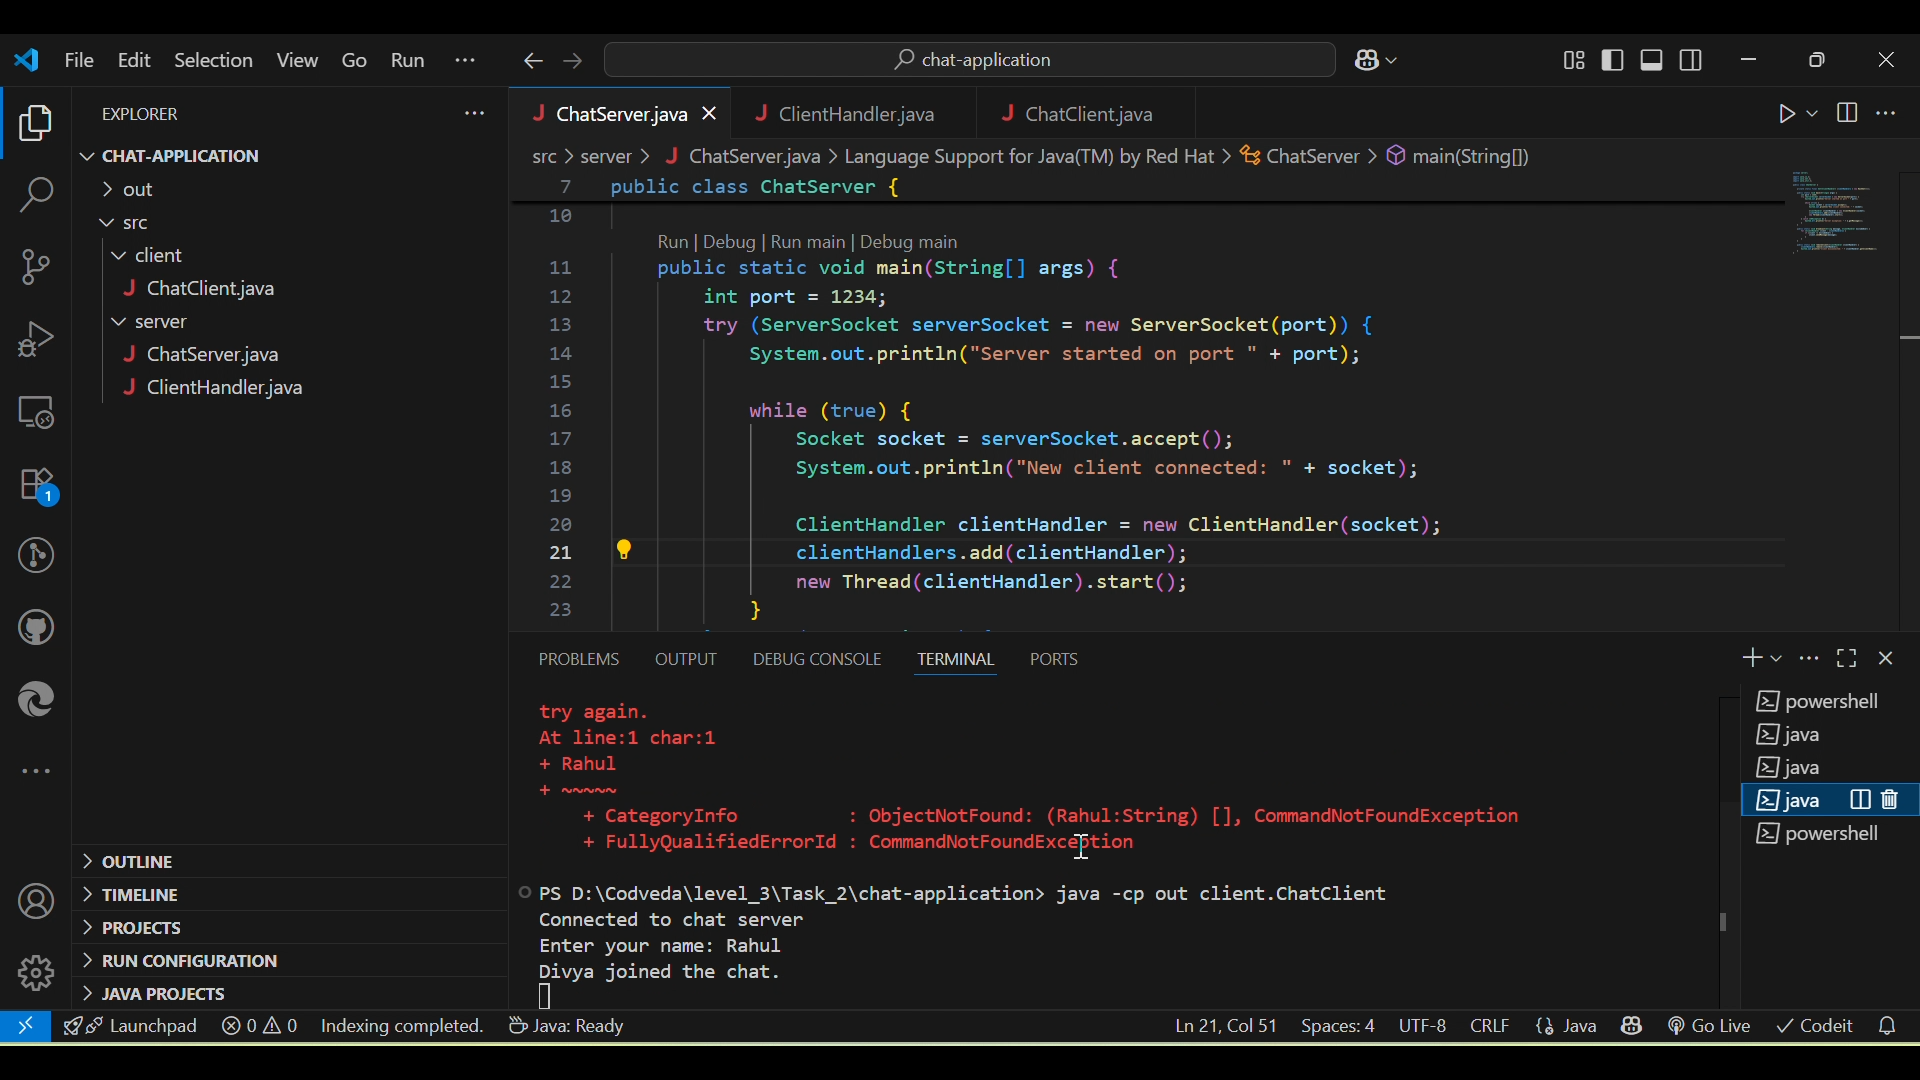 File Edit Selection View Go Run ··· chat-application
EXPLORER ···
CHAT-APPLICATION
out
src
client
J ChatClient.java
server
J ChatServer.java
J ClientHandler.java
1
OUTLINE
TIMELINE
PROJECTS
RUN CONFIGURATION
JAVA PROJECTS
J ChatServer.java J ClientHandler.java J ChatClient.java
src > server > J ChatServer.java > Language Support for Java(TM) by Red Hat > ChatServer > main(String[])
7 public class ChatServer {
10
Run | Debug | Run main | Debug main
11 public static void main(String[] args) {
12 int port = 1234;
13 try (ServerSocket serverSocket = new ServerSocket(port)) {
14 System.out.println("Server started on port " + port);
15
16 while (true) {
17 Socket socket = serverSocket.accept();
18 System.out.println("New client connected: " + socket);
19
20 ClientHandler clientHandler = new ClientHandler(socket);
21 clientHandlers.add(clientHandler);
22 new Thread(clientHandler).start();
23 }
PROBLEMS OUTPUT DEBUG CONSOLE TERMINAL PORTS
try again.
At line:1 char:1
+ Rahul
+ ~~~~~
+ CategoryInfo : ObjectNotFound: (Rahul:String) [], CommandNotFoundException
+ FullyQualifiedErrorId : CommandNotFoundException
PS D:\Codveda\level_3\Task_2\chat-application> java -cp out client.ChatClient
Connected to chat server
Enter your name: Rahul
Divya joined the chat.
powershell
java
java
java
powershell
Launchpad 0 0 Indexing completed. Java: Ready Ln 21, Col 51 Spaces: 4 UTF-8 CRLF Java Go Live Codeit